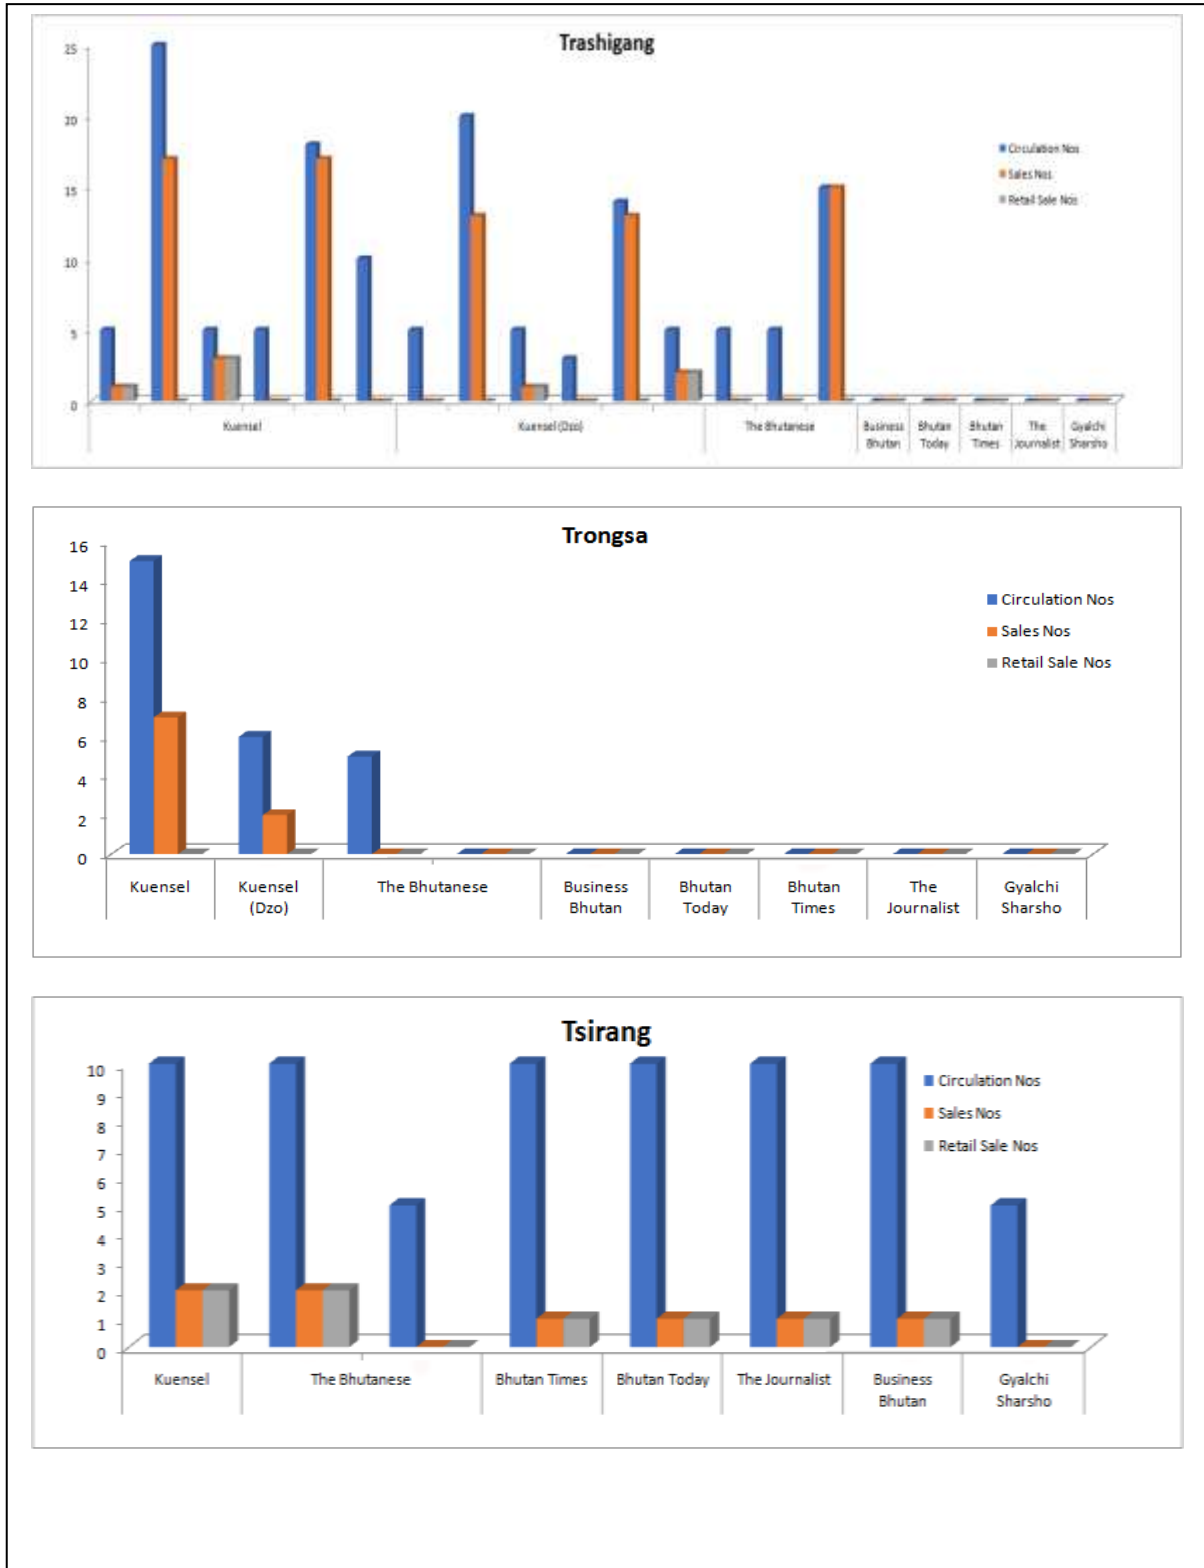 Trashigang
25
20
15
10
5
0
Circulation Nos
Sales Nos
Retail Sale Nos
Kuensel
Kuensel (Dzo)
The Bhutanese
Business Bhutan
Bhutan Today
Bhutan Times
The Journalist
Gyalchi Sharsho
Trongsa
16
14
12
10
8
6
4
2
0
Circulation Nos
Sales Nos
Retail Sale Nos
Kuensel
Kuensel (Dzo)
The Bhutanese
Business Bhutan
Bhutan Today
Bhutan Times
The Journalist
Gyalchi Sharsho
Tsirang
10
9
8
7
6
5
4
3
2
1
0
Circulation Nos
Sales Nos
Retail Sale Nos
Kuensel
The Bhutanese
Bhutan Times
Bhutan Today
The Journalist
Business Bhutan
Gyalchi Sharsho